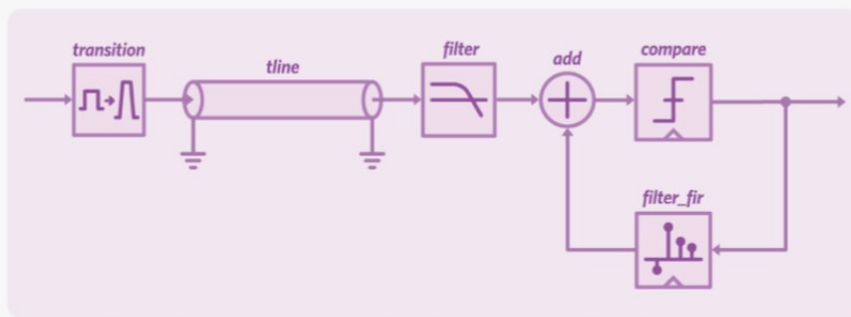 transition
tline
filter
add
compare
filter_fir